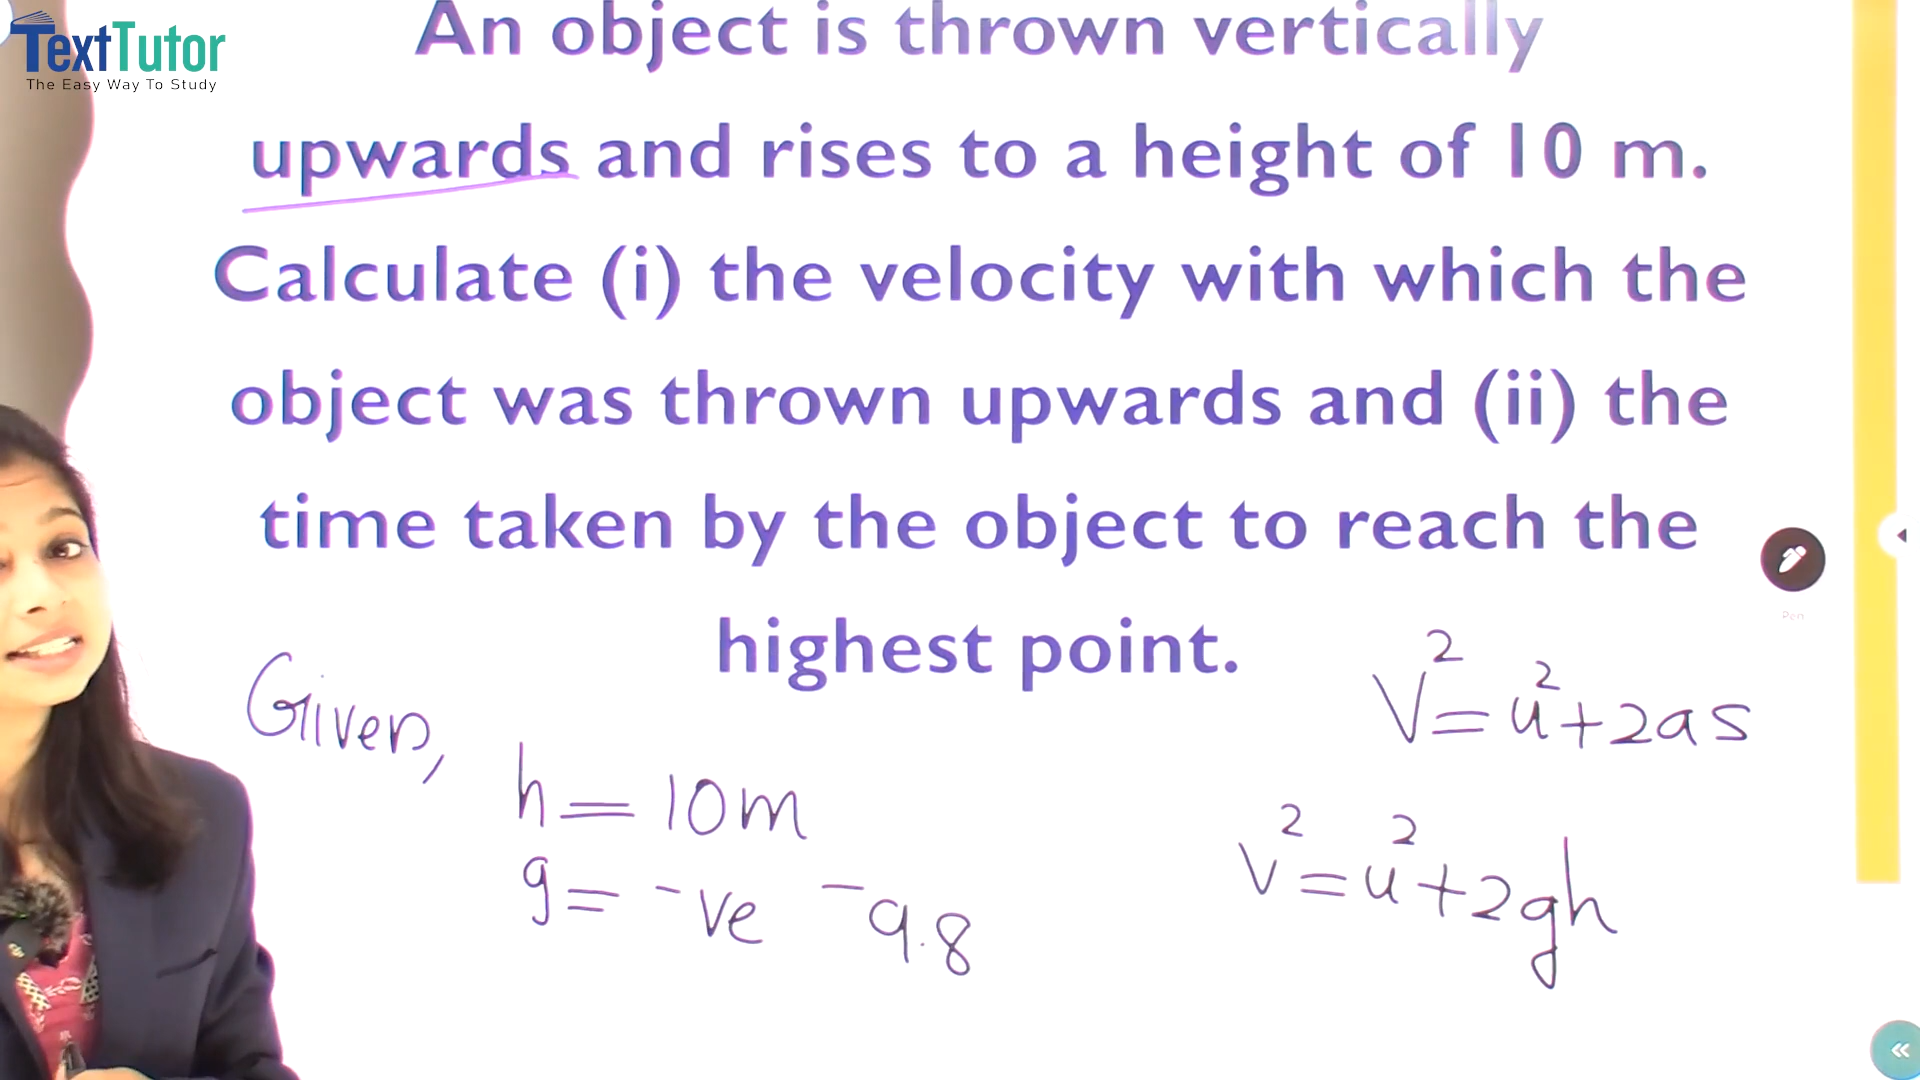 TextTutor
The Easy Way To Study
An object is thrown vertically
upwards and rises to a height of 10 m.
Calculate (i) the velocity with which the
object was thrown upwards and (ii) the
time taken by the object to reach the
highest point.
Pen
Given,
h = 10m
g = -ve -9.8
V² = u² + 2as
v² = u² + 2gh